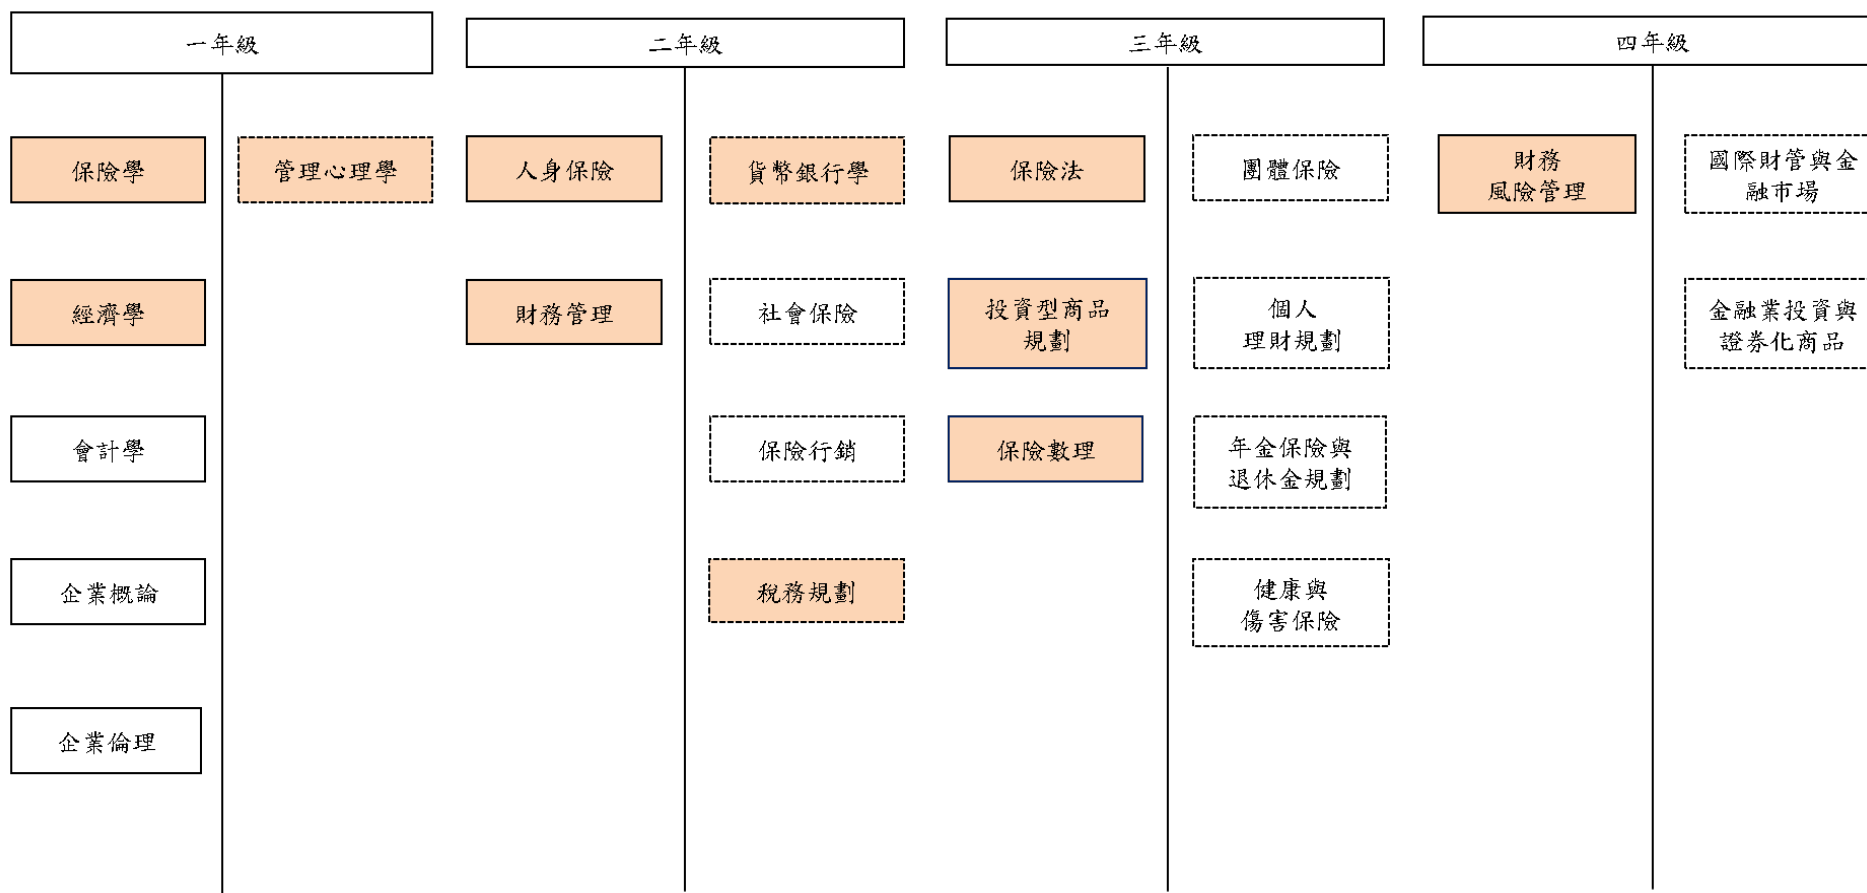 一年級
二年級
三年級
四年級
保險學
管理心理學
人身保險
貨幣銀行學
保險法
團體保險
財務
風險管理
國際財管與金
融市場
經濟學
財務管理
社會保險
投資型商品
規劃
個人
理財規劃
金融業投資與
證券化商品
會計學
保險行銷
保險數理
年金保險與
退休金規劃
企業概論
稅務規劃
健康與
傷害保險
企業倫理